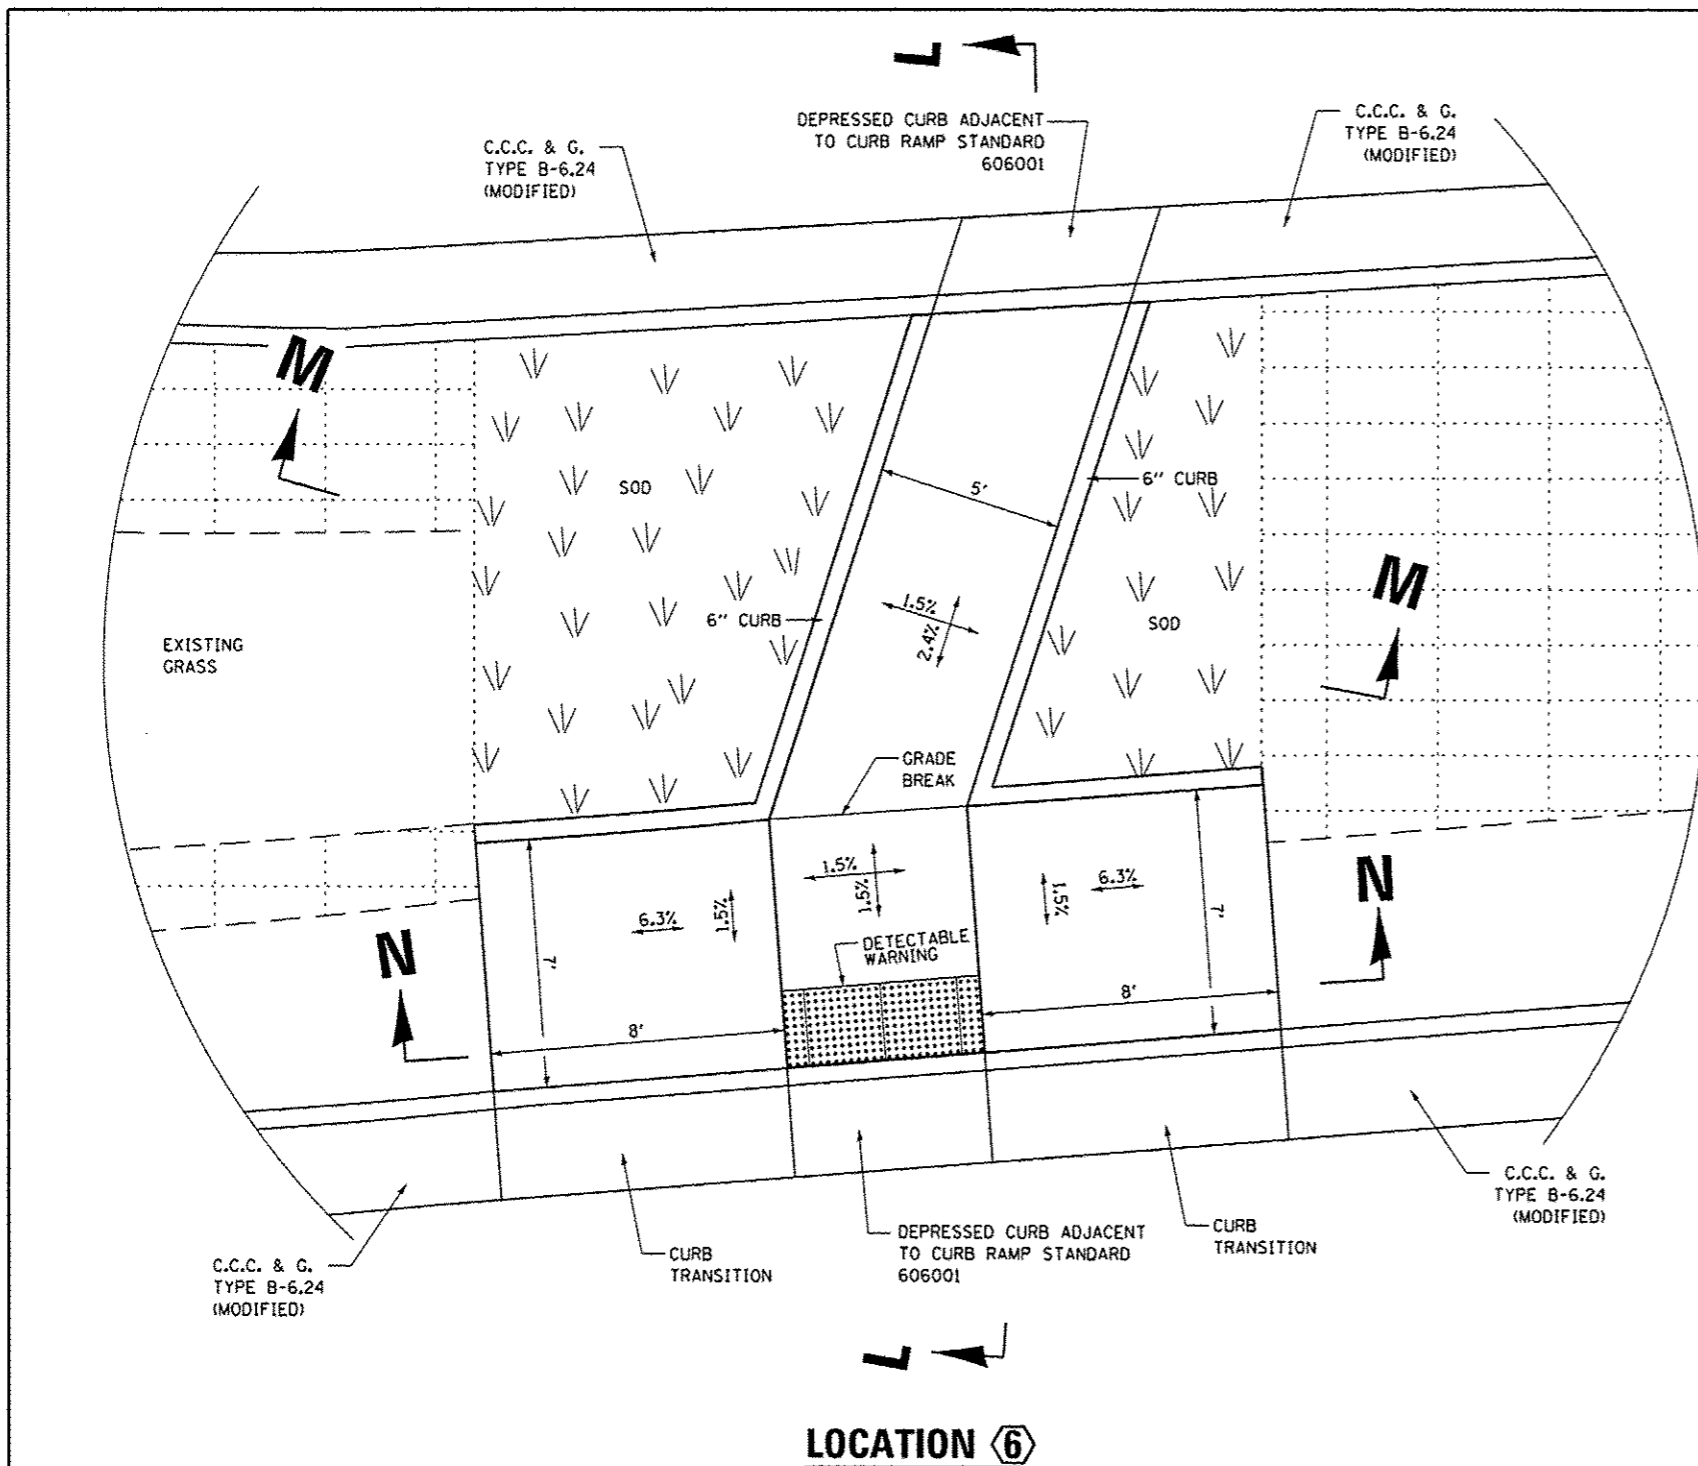 L
DEPRESSED CURB ADJACENT
TO CURB RAMP STANDARD
606001
C.C.C. & G.
TYPE B-6.24
(MODIFIED)
C.C.C. & G.
TYPE B-6.24
(MODIFIED)
M
SOD
5'
6" CURB
M
1.5%
2.4%
6" CURB
SOD
EXISTING
GRASS
GRADE
BREAK
1.5%
1.5%
6.3%
1.5%
1.5%
6.3%
N
N
DETECTABLE
WARNING
7'
7'
8'
8'
C.C.C. & G.
TYPE B-6.24
(MODIFIED)
CURB
TRANSITION
DEPRESSED CURB ADJACENT
TO CURB RAMP STANDARD
606001
CURB
TRANSITION
C.C.C. & G.
TYPE B-6.24
(MODIFIED)
L
LOCATION 6